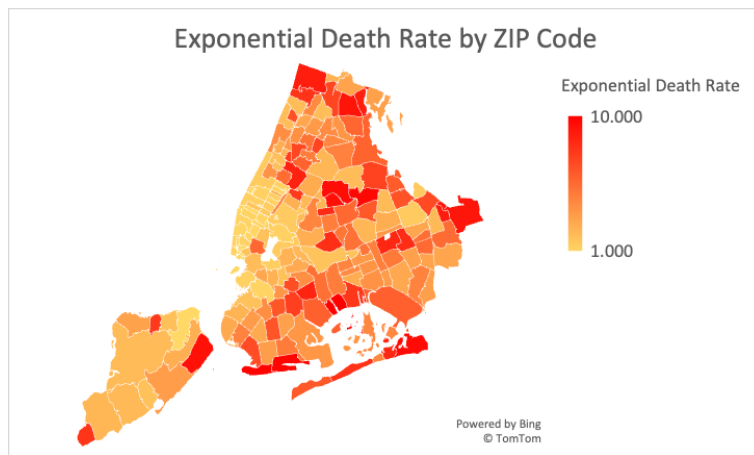 Exponential Death Rate by ZIP Code
Exponential Death Rate
10.000
1.000
Powered by Bing
© TomTom